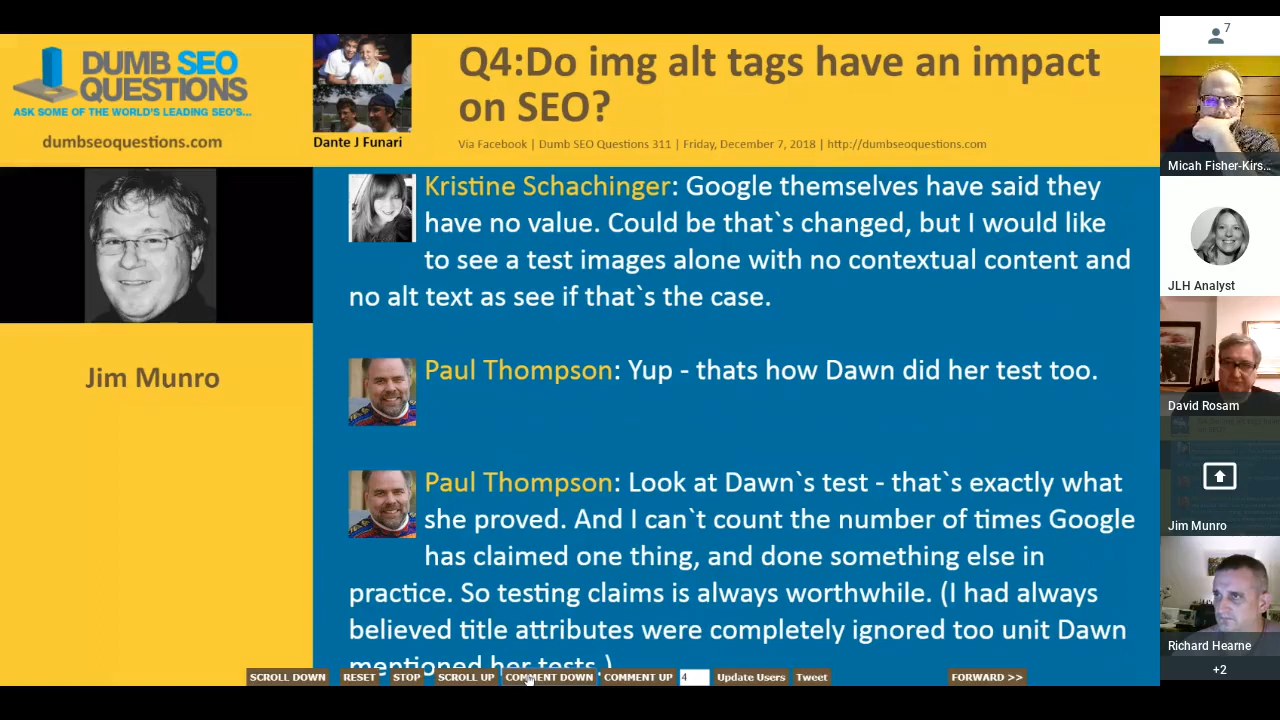 DUMB SEO
QUESTIONS
ASK SOME OF THE WORLD'S LEADING SEO'S...
dumbseoquestions.com
Dante J Funari
Q4:Do img alt tags have an impact
on SEO?
Via Facebook | Dumb SEO Questions 311 | Friday, December 7, 2018 | http://dumbseoquestions.com
Jim Munro
Kristine Schachinger: Google themselves have said they
have no value. Could be that`s changed, but I would like
to see a test images alone with no contextual content and
no alt text as see if that`s the case.
Paul Thompson: Yup - thats how Dawn did her test too.
Paul Thompson: Look at Dawn`s test - that`s exactly what
she proved. And I can`t count the number of times Google
has claimed one thing, and done something else in
practice. So testing claims is always worthwhile. (I had always
believed title attributes were completely ignored too unit Dawn
mentioned her tests.)
SCROLL DOWN RESET STOP SCROLL UP COMMENT DOWN COMMENT UP 4 Update Users Tweet FORWARD >>
7
Micah Fisher-Kirs...
JLH Analyst
David Rosam
Jim Munro
Richard Hearne
+2